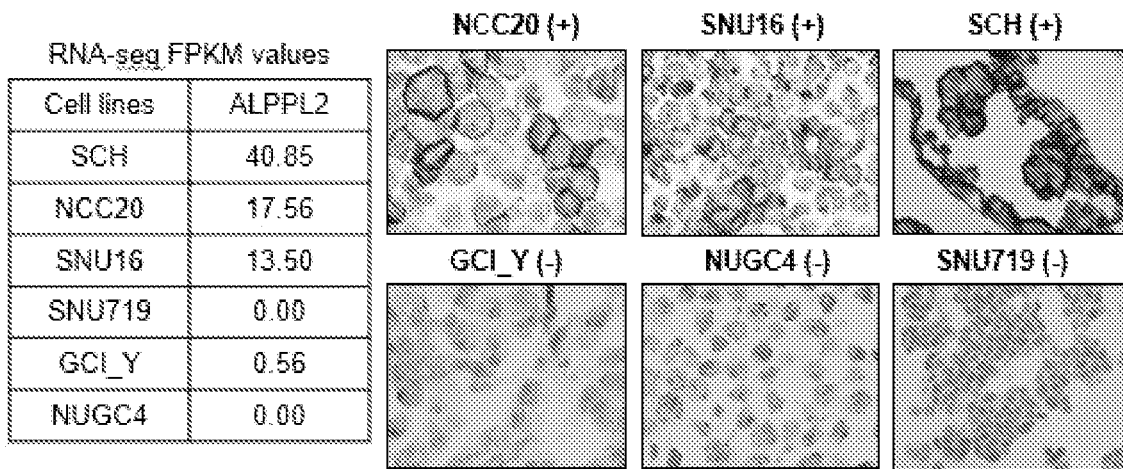 RNA-seq FPKM values
Cell lines ALPPL2
SCH 40.85
NCC20 17.56
SNU16 13.50
SNU719 0.00
GCI_Y 0.56
NUGC4 0.00
NCC20 (+) SNU16 (+) SCH (+)
GCI_Y (-) NUGC4 (-) SNU719 (-)